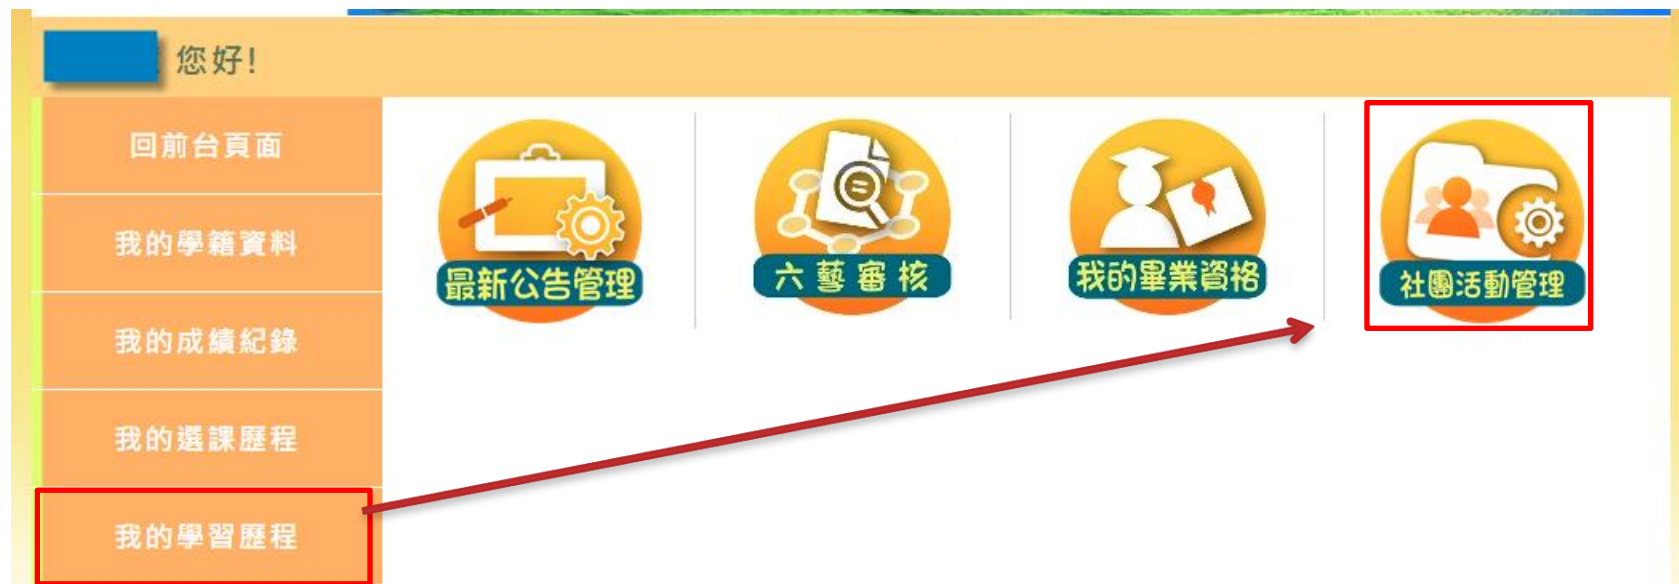 您好!
回前台頁面
我的學籍資料
我的成績紀錄
我的選課歷程
我的學習歷程
最新公告管理
六藝審核
我的畢業資格
社團活動管理